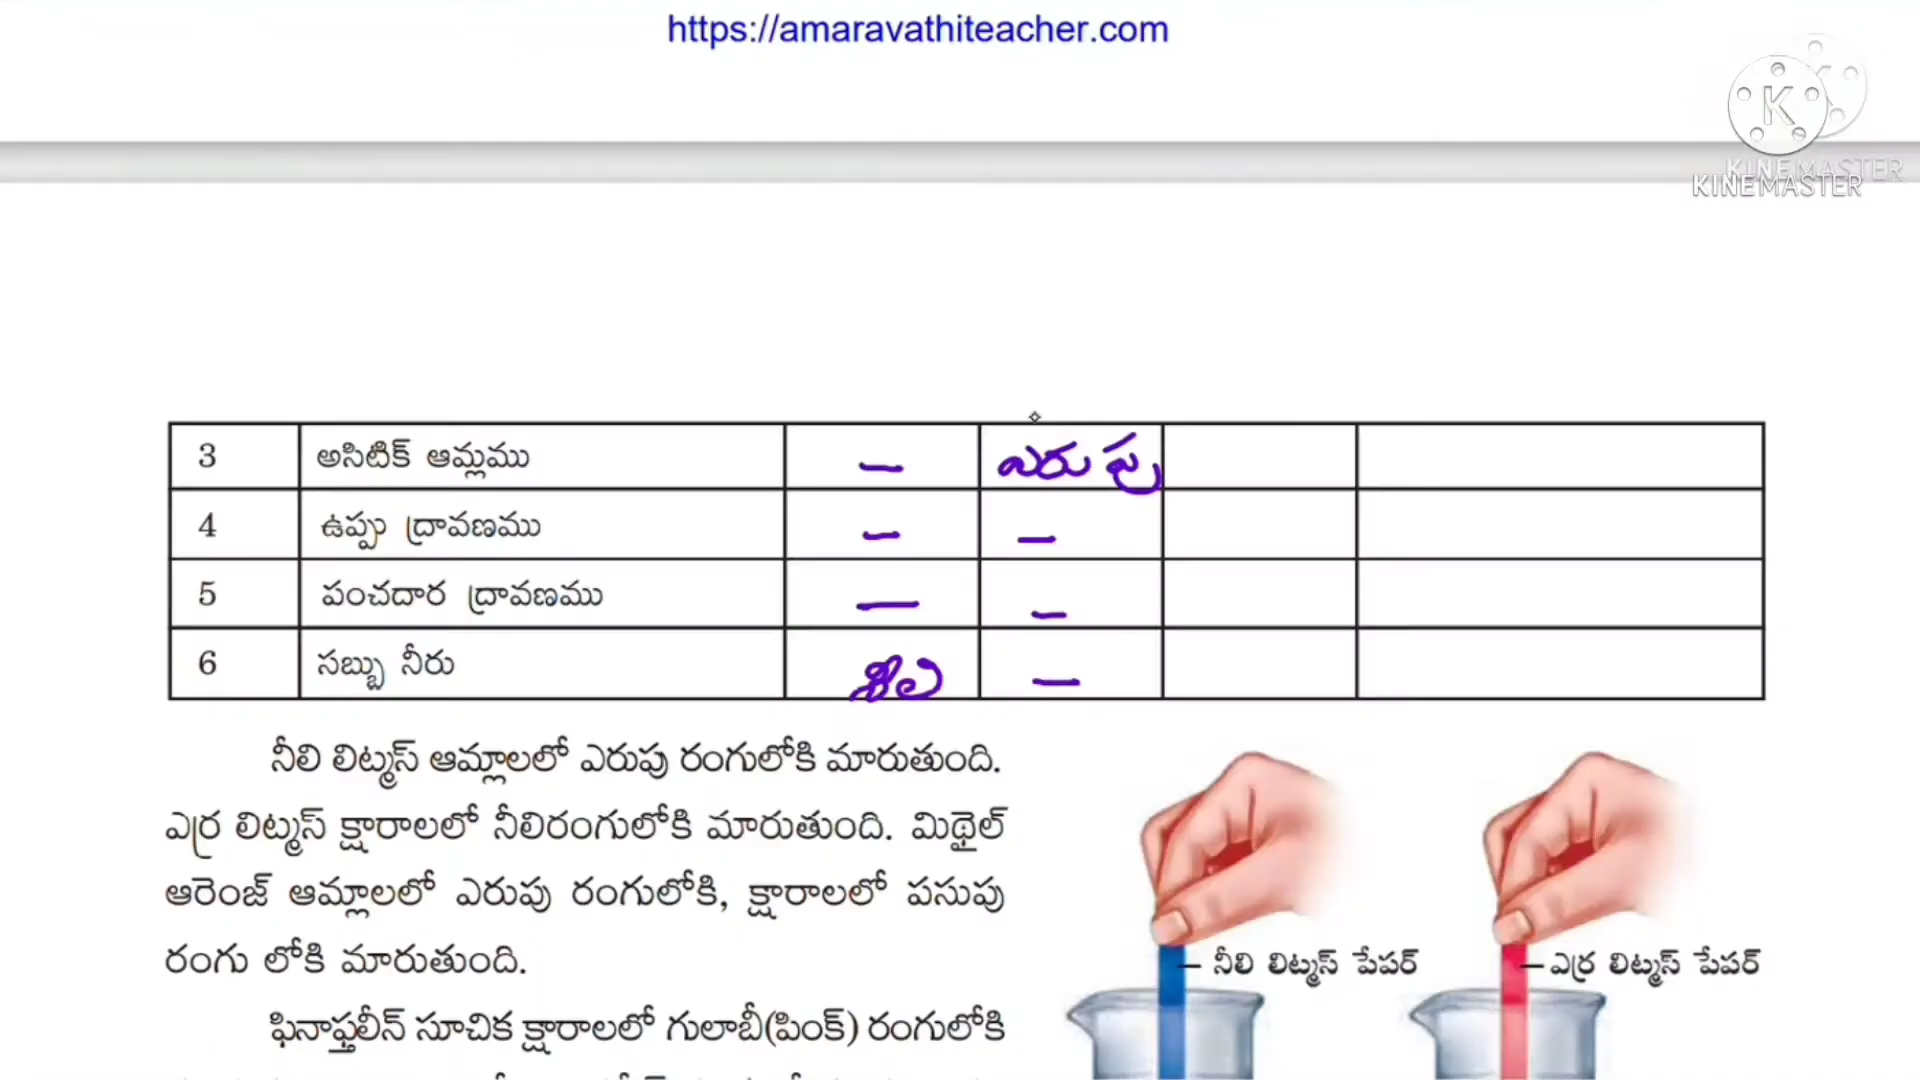 https://amaravathiteacher.com
KINEMASTER
KINEMASTER
3 అసిటిక్ ఆమ్లము – ఎరుపు
4 ఉప్పు ద్రావణము – –
5 పంచదార ద్రావణము – –
6 సబ్బు నీరు –
నీలి లిట్మస్ ఆమ్లాలలో ఎరుపు రంగులోకి మారుతుంది.
ఎర్ర లిట్మస్ క్షారాలలో నీలిరంగులోకి మారుతుంది. మిథైల్
ఆరెంజ్ ఆమ్లాలలో ఎరుపు రంగులోకి, క్షారాలలో పసుపు
రంగు లోకి మారుతుంది.
ఫినాఫ్తలీన్ సూచిక క్షారాలలో గులాబీ(పింక్) రంగులోకి
నీలి లిట్మస్ పేపర్
ఎర్ర లిట్మస్ పేపర్